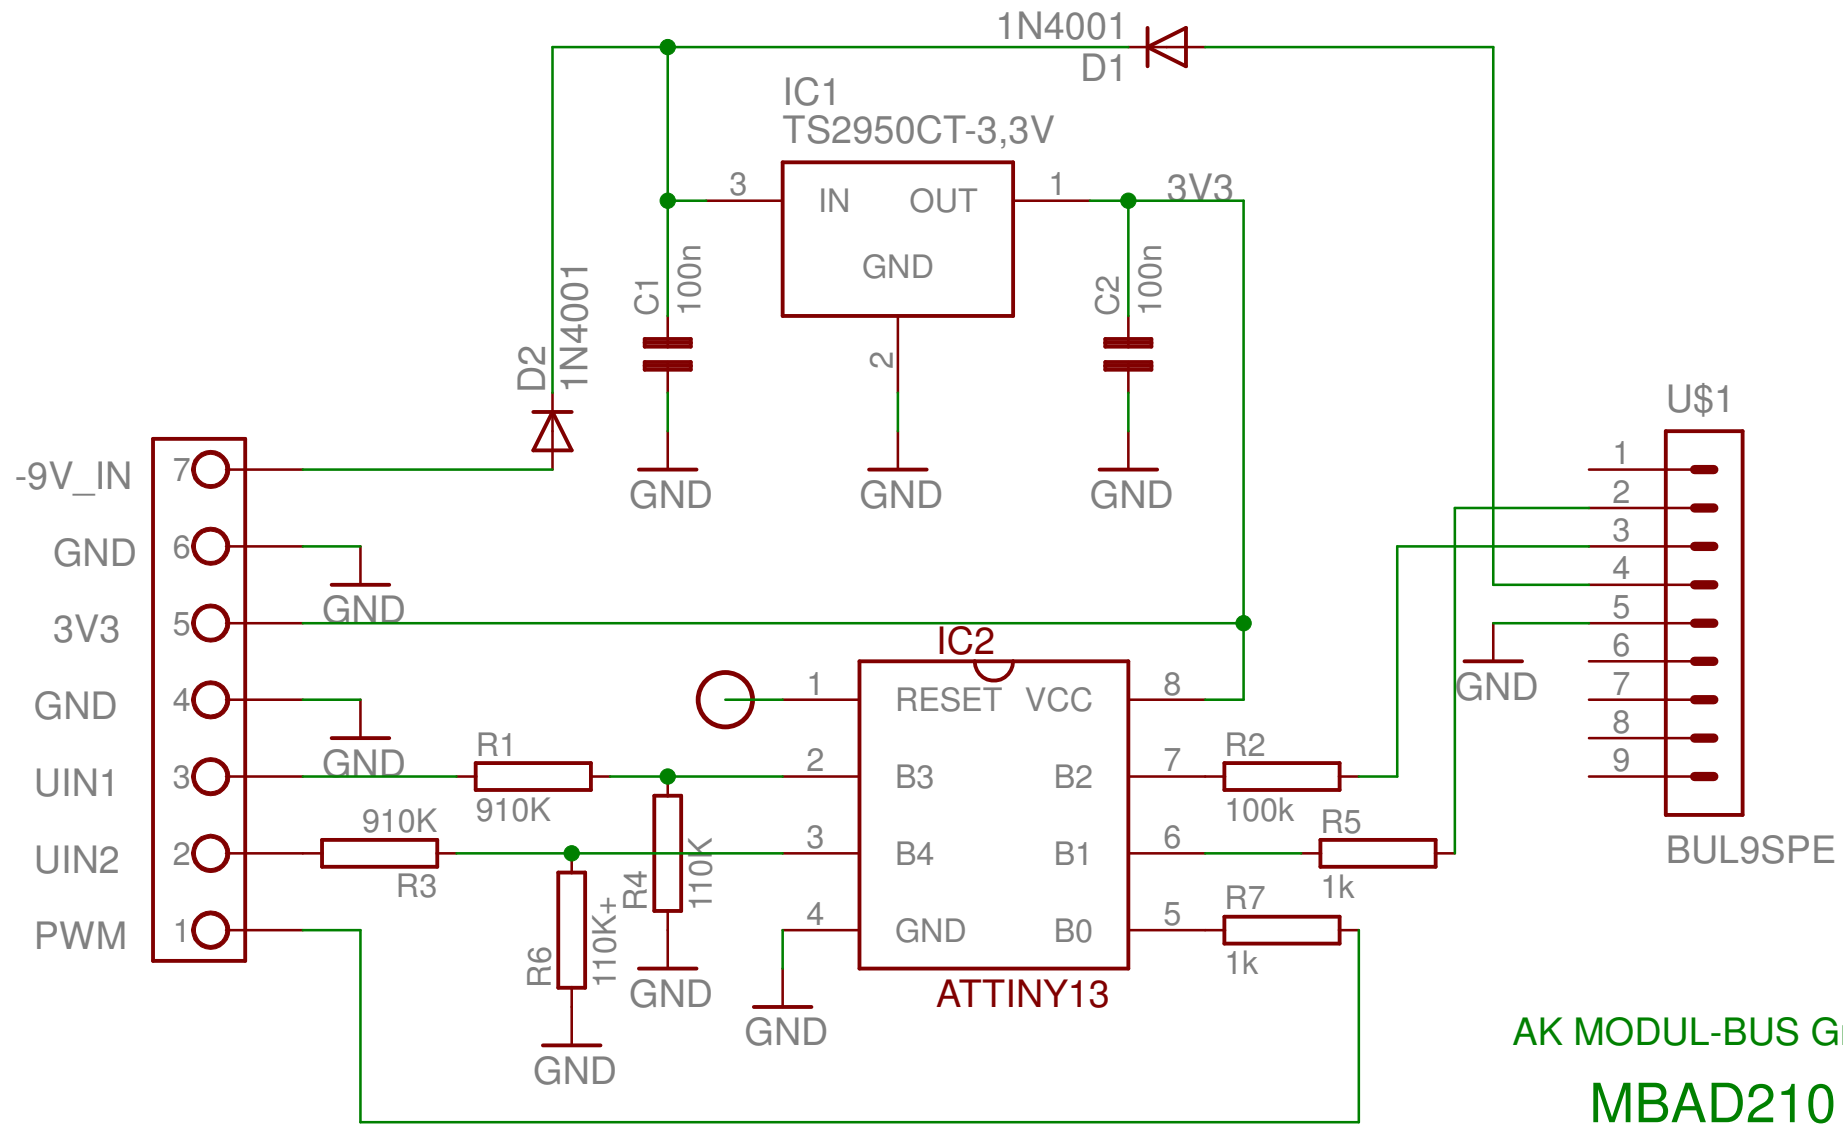 1N4001
D1
IC1
TS2950CT-3,3V
3
IN
OUT
1
3V3
GND
C1
100n
C2
100n
2
D2
1N4001
GND
GND
GND
U$1
-9V_IN
7
GND
6
GND
3V3
5
GND
4
GND
UIN1
3
UIN2
2
PWM
1
IC2
1
RESET
VCC
8
2
B3
B2
7
3
B4
B1
6
4
GND
B0
5
ATTINY13
R1
910K
910K
R3
R4
110K
R6
110K+
GND
GND
GND
R2
100k
R5
1k
R7
1k
1
2
3
4
5
6
7
8
9
GND
BUL9SPE
AK MODUL-BUS
MBAD210